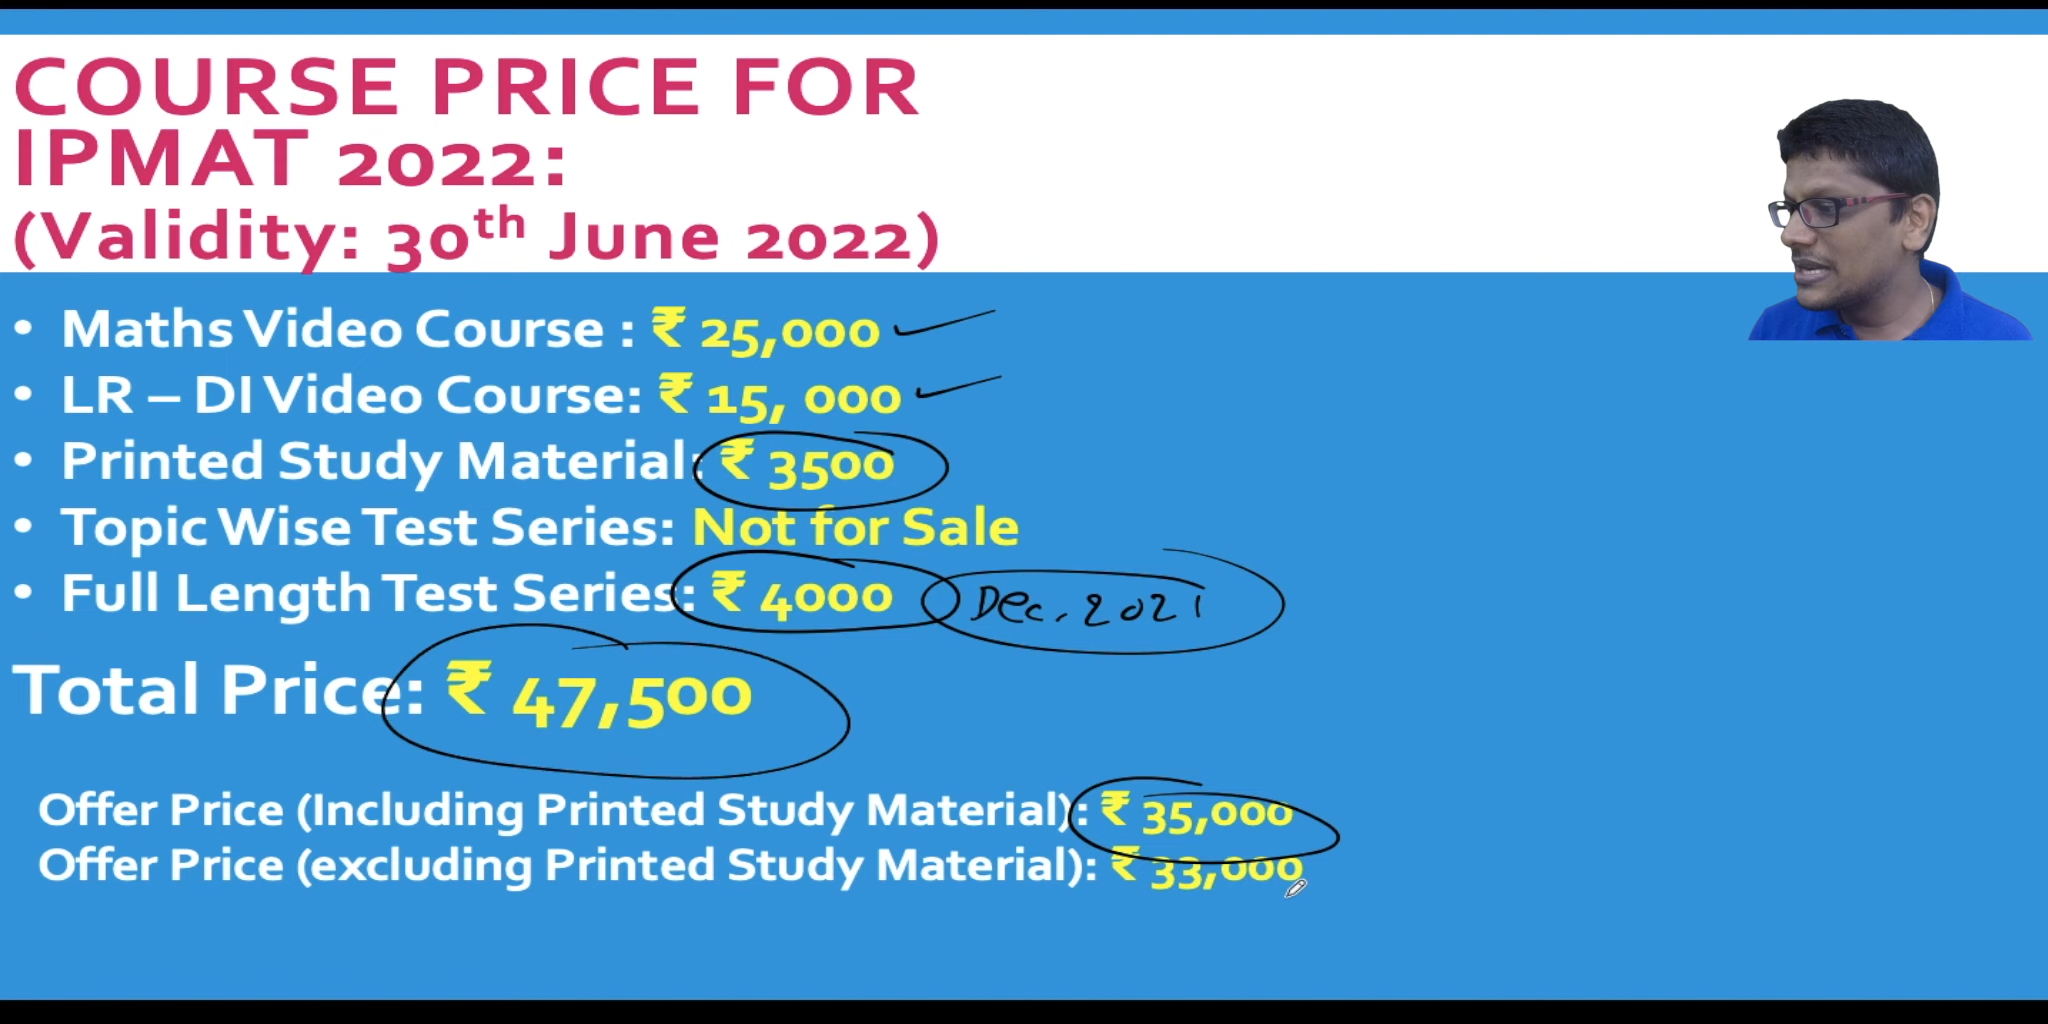 COURSE PRICE FOR
IPMAT 2022:
(Validity: 30th June 2022)
• Maths Video Course : ₹ 25,000
• LR – DI Video Course: ₹ 15, 000
• Printed Study Material: ₹ 3500
• Topic Wise Test Series: Not for Sale
• Full Length Test Series: ₹ 4000 Dec. 2021
Total Price: ₹ 47,500
Offer Price (Including Printed Study Material): ₹ 35,000
Offer Price (excluding Printed Study Material): ₹ 33,000